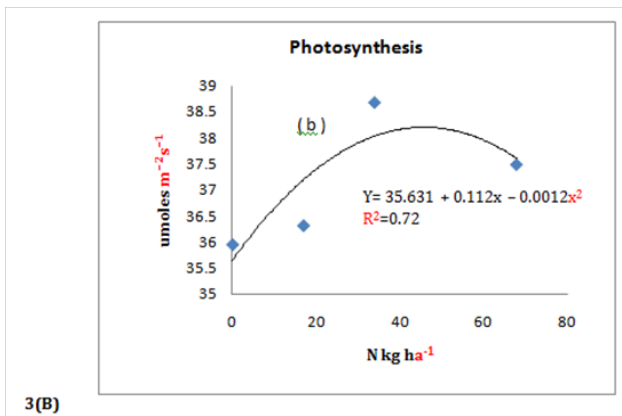 Photosynthesis
39
38.5
38
37.5
37
36.5
36
35.5
35
umoles m⁻²s⁻¹
( b )
Y= 35.631 + 0.112x – 0.0012x²
R²=0.72
0 20 40 60 80
N kg ha⁻¹
3(B)